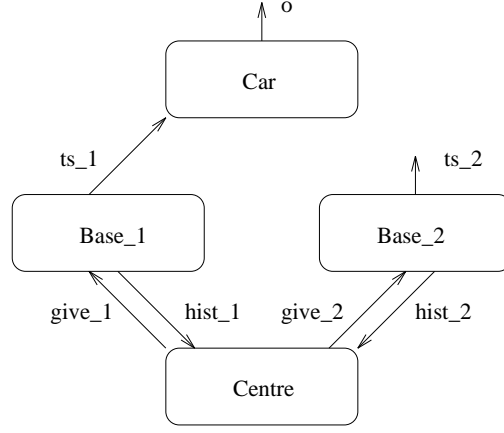 o
Car
ts_1
ts_2
Base_1
Base_2
give_1
hist_1
give_2
hist_2
Centre